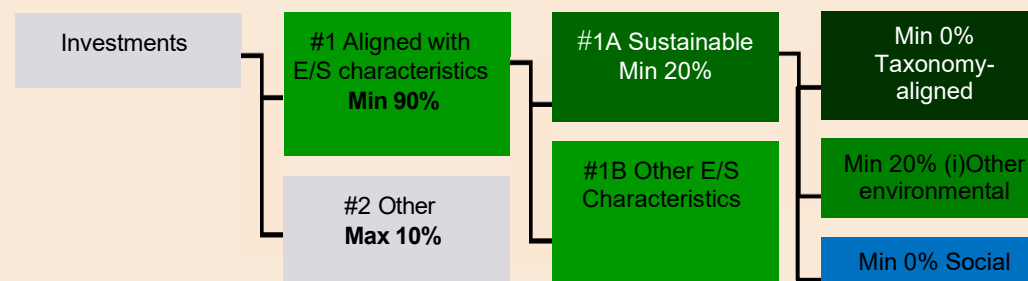 Investments
#1 Aligned with
E/S characteristics
Min 90%
#2 Other
Max 10%
#1A Sustainable
Min 20%
#1B Other E/S
Characteristics
Min 0%
Taxonomy-
aligned
Min 20% (i)Other
environmental
Min 0% Social